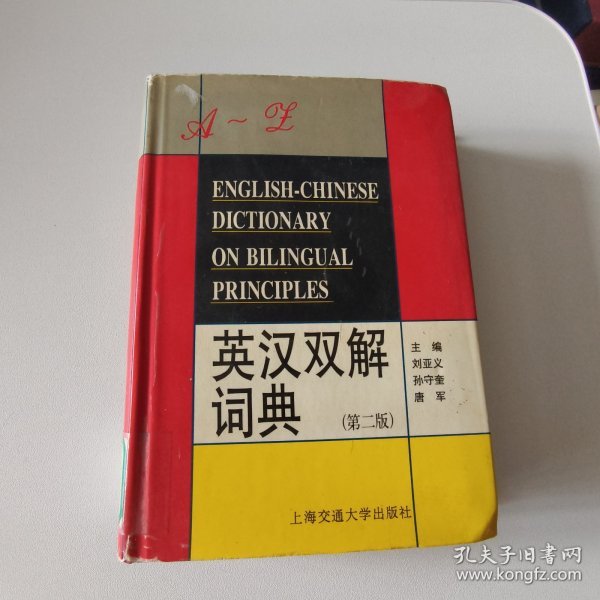 A ~ Z
ENGLISH-CHINESE
DICTIONARY
ON BILINGUAL
PRINCIPLES
英汉双解
词典
(第二版)
主 编
刘亚义
孙守奎
唐 军
上海交通大学出版社
孔夫子旧书网
www.kongfz.com